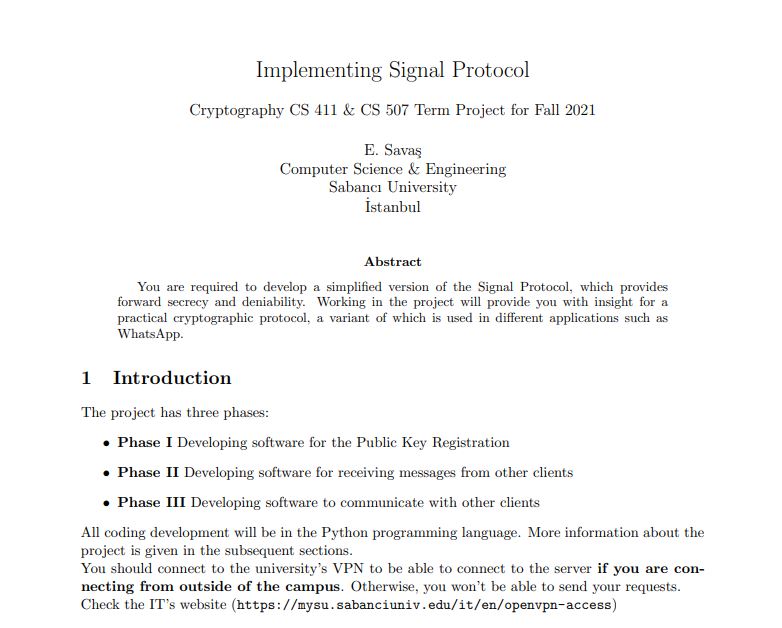 Implementing Signal Protocol
Cryptography CS 411 & CS 507 Term Project for Fall 2021
E. Savaş
Computer Science & Engineering
Sabancı University
İstanbul
Abstract
You are required to develop a simplified version of the Signal Protocol, which provides
forward secrecy and deniability. Working in the project will provide you with insight for a
practical cryptographic protocol, a variant of which is used in different applications such as
WhatsApp.
1 Introduction
The project has three phases:
• Phase I Developing software for the Public Key Registration
• Phase II Developing software for receiving messages from other clients
• Phase III Developing software to communicate with other clients
All coding development will be in the Python programming language. More information about the
project is given in the subsequent sections.
You should connect to the university's VPN to be able to connect to the server if you are con-
necting from outside of the campus. Otherwise, you won't be able to send your requests.
Check the IT's website (https://mysu.sabanciuniv.edu/it/en/openvpn-access)